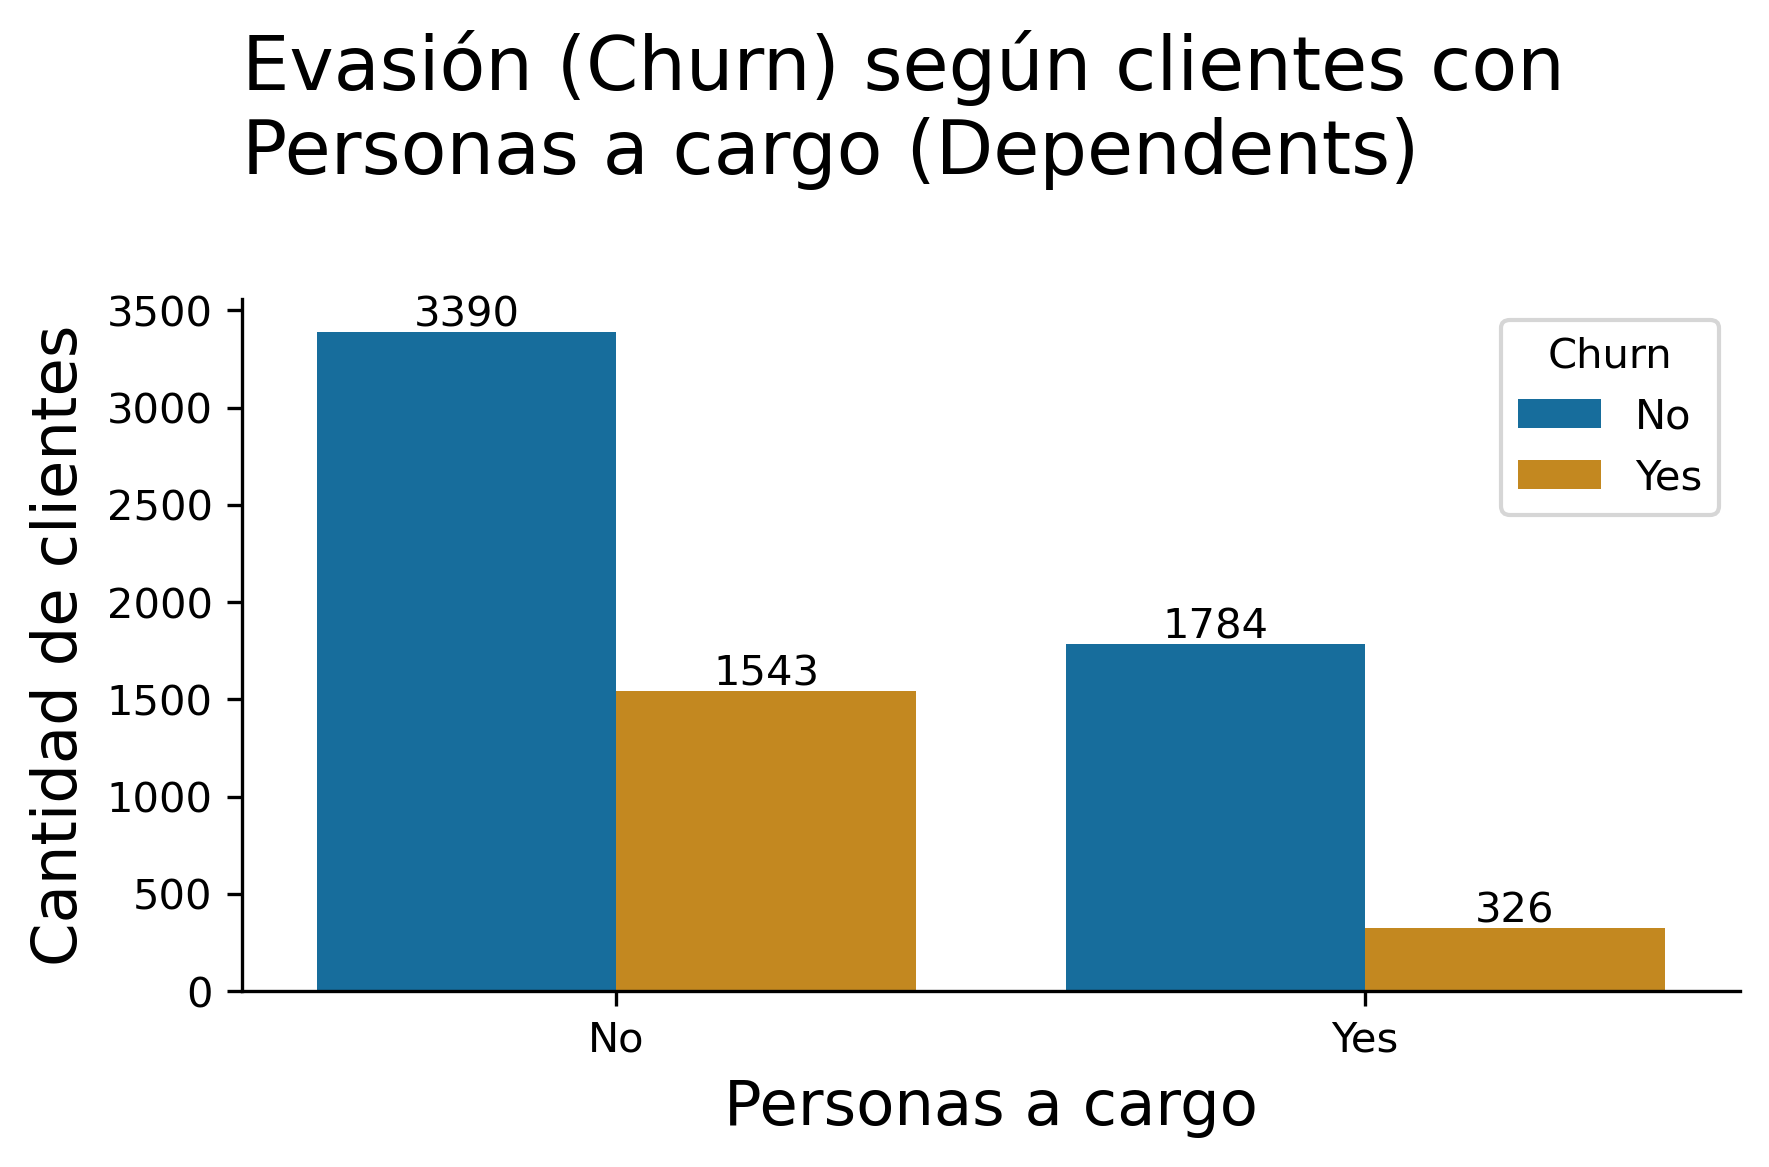 Evasión (Churn) según clientes con
Personas a cargo (Dependents)
Cantidad de clientes
3500
3000
2500
2000
1500
1000
500
0
3390
1543
1784
326
Churn
No
Yes
No
Yes
Personas a cargo